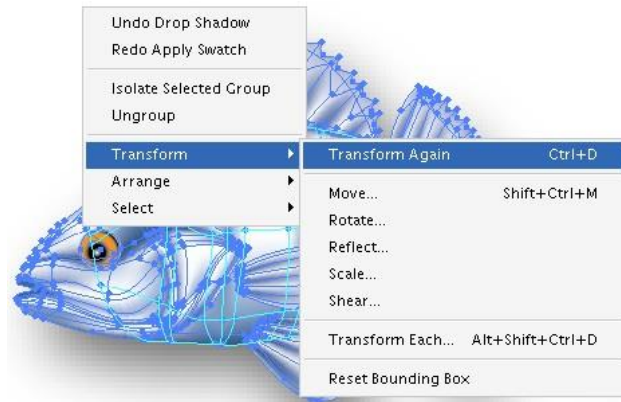 Undo Drop Shadow
Redo Apply Swatch
Isolate Selected Group
Ungroup
Transform
Arrange
Select
Transform Again Ctrl+D
Move... Shift+Ctrl+M
Rotate...
Reflect...
Scale...
Shear...
Transform Each... Alt+Shift+Ctrl+D
Reset Bounding Box